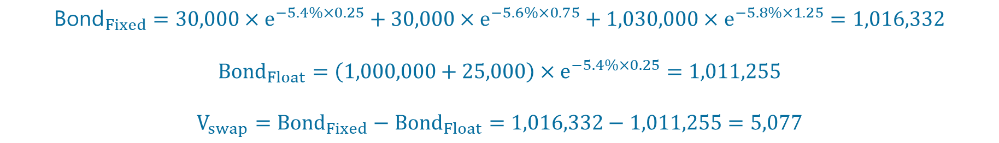 Bond_Fixed = 30,000 × e^−5.4%×0.25 + 30,000 × e^−5.6%×0.75 + 1,030,000 × e^−5.8%×1.25 = 1,016,332
Bond_Float = (1,000,000 + 25,000) × e^−5.4%×0.25 = 1,011,255
V_swap = Bond_Fixed − Bond_Float = 1,016,332 − 1,011,255 = 5,077